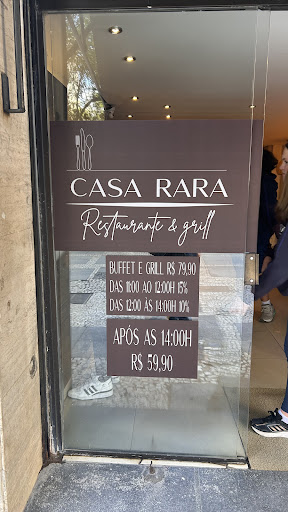 CASA RARA
Restaurante & grill
BUFFET E GRILL R$ 79,90
DAS 11:00 AO 12:00H 15%
DAS 12:00 ÁS 14:00H 10%
APÓS AS 14:00H
R$ 59,90